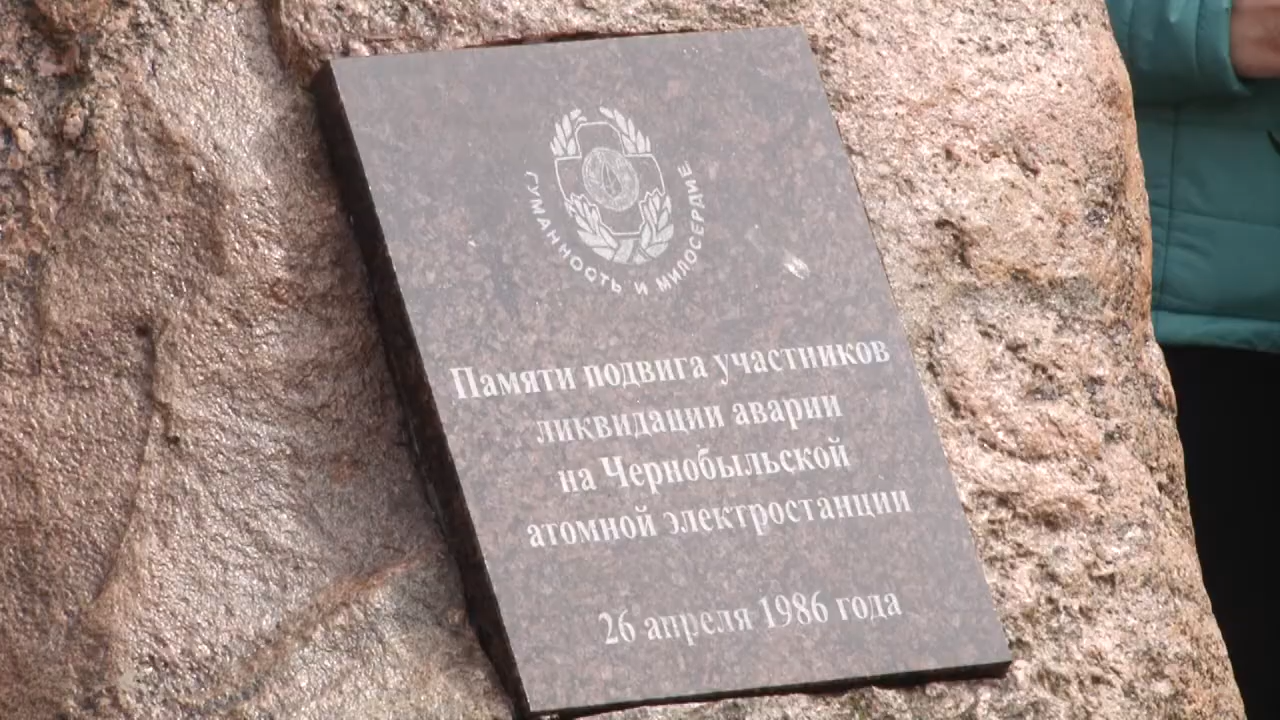 ГУМАННОСТЬ И МИЛОСЕРДИЕ
Памяти подвига участников
ликвидации аварии
на Чернобыльской
атомной электростанции
26 апреля 1986 года